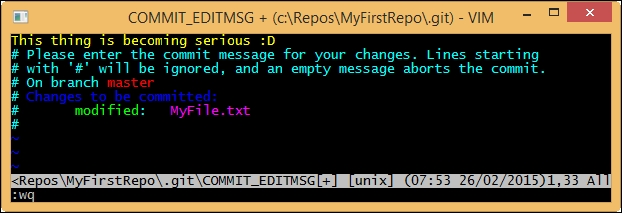 COMMIT_EDITMSG + (c:\Repos\MyFirstRepo\.git) - VIM
This thing is becoming serious :D
# Please enter the commit message for your changes. Lines starting
# with '#' will be ignored, and an empty message aborts the commit.
# On branch master
# Changes to be committed:
#       modified:   MyFile.txt
#
~
~
~
<Repos\MyFirstRepo\.git\COMMIT_EDITMSG[+] [unix] (07:53 26/02/2015)1,33 All
:wq